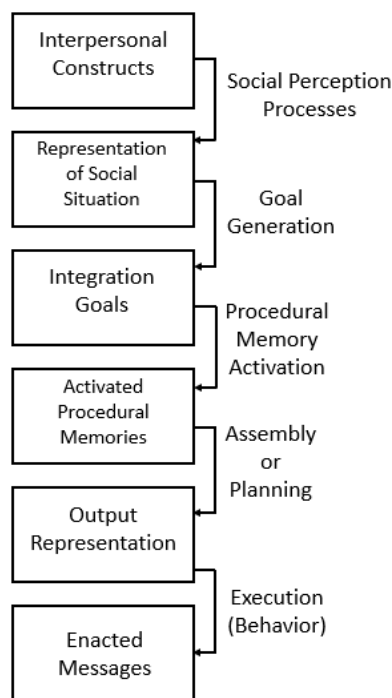 Interpersonal
Constructs
Social Perception
Processes
Representation
of Social
Situation
Goal
Generation
Integration
Goals
Procedural
Memory
Activation
Activated
Procedural
Memories
Assembly
or
Planning
Output
Representation
Execution
(Behavior)
Enacted
Messages